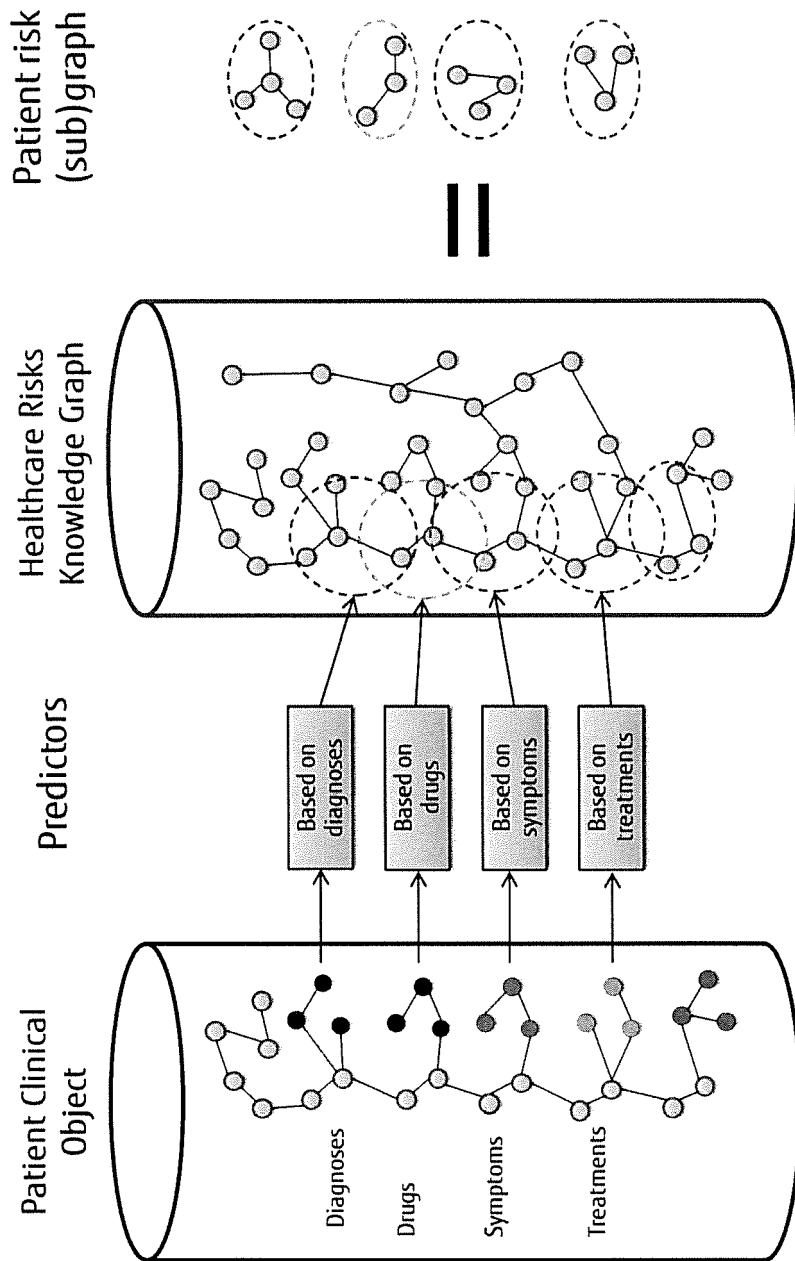 Patient Clinical
Object
Predictors
Healthcare Risks
Knowledge Graph
Patient risk
(sub)graph
Diagnoses
Drugs
Symptoms
Treatments
Based on
diagnoses
Based on
drugs
Based on
symptoms
Based on
treatments